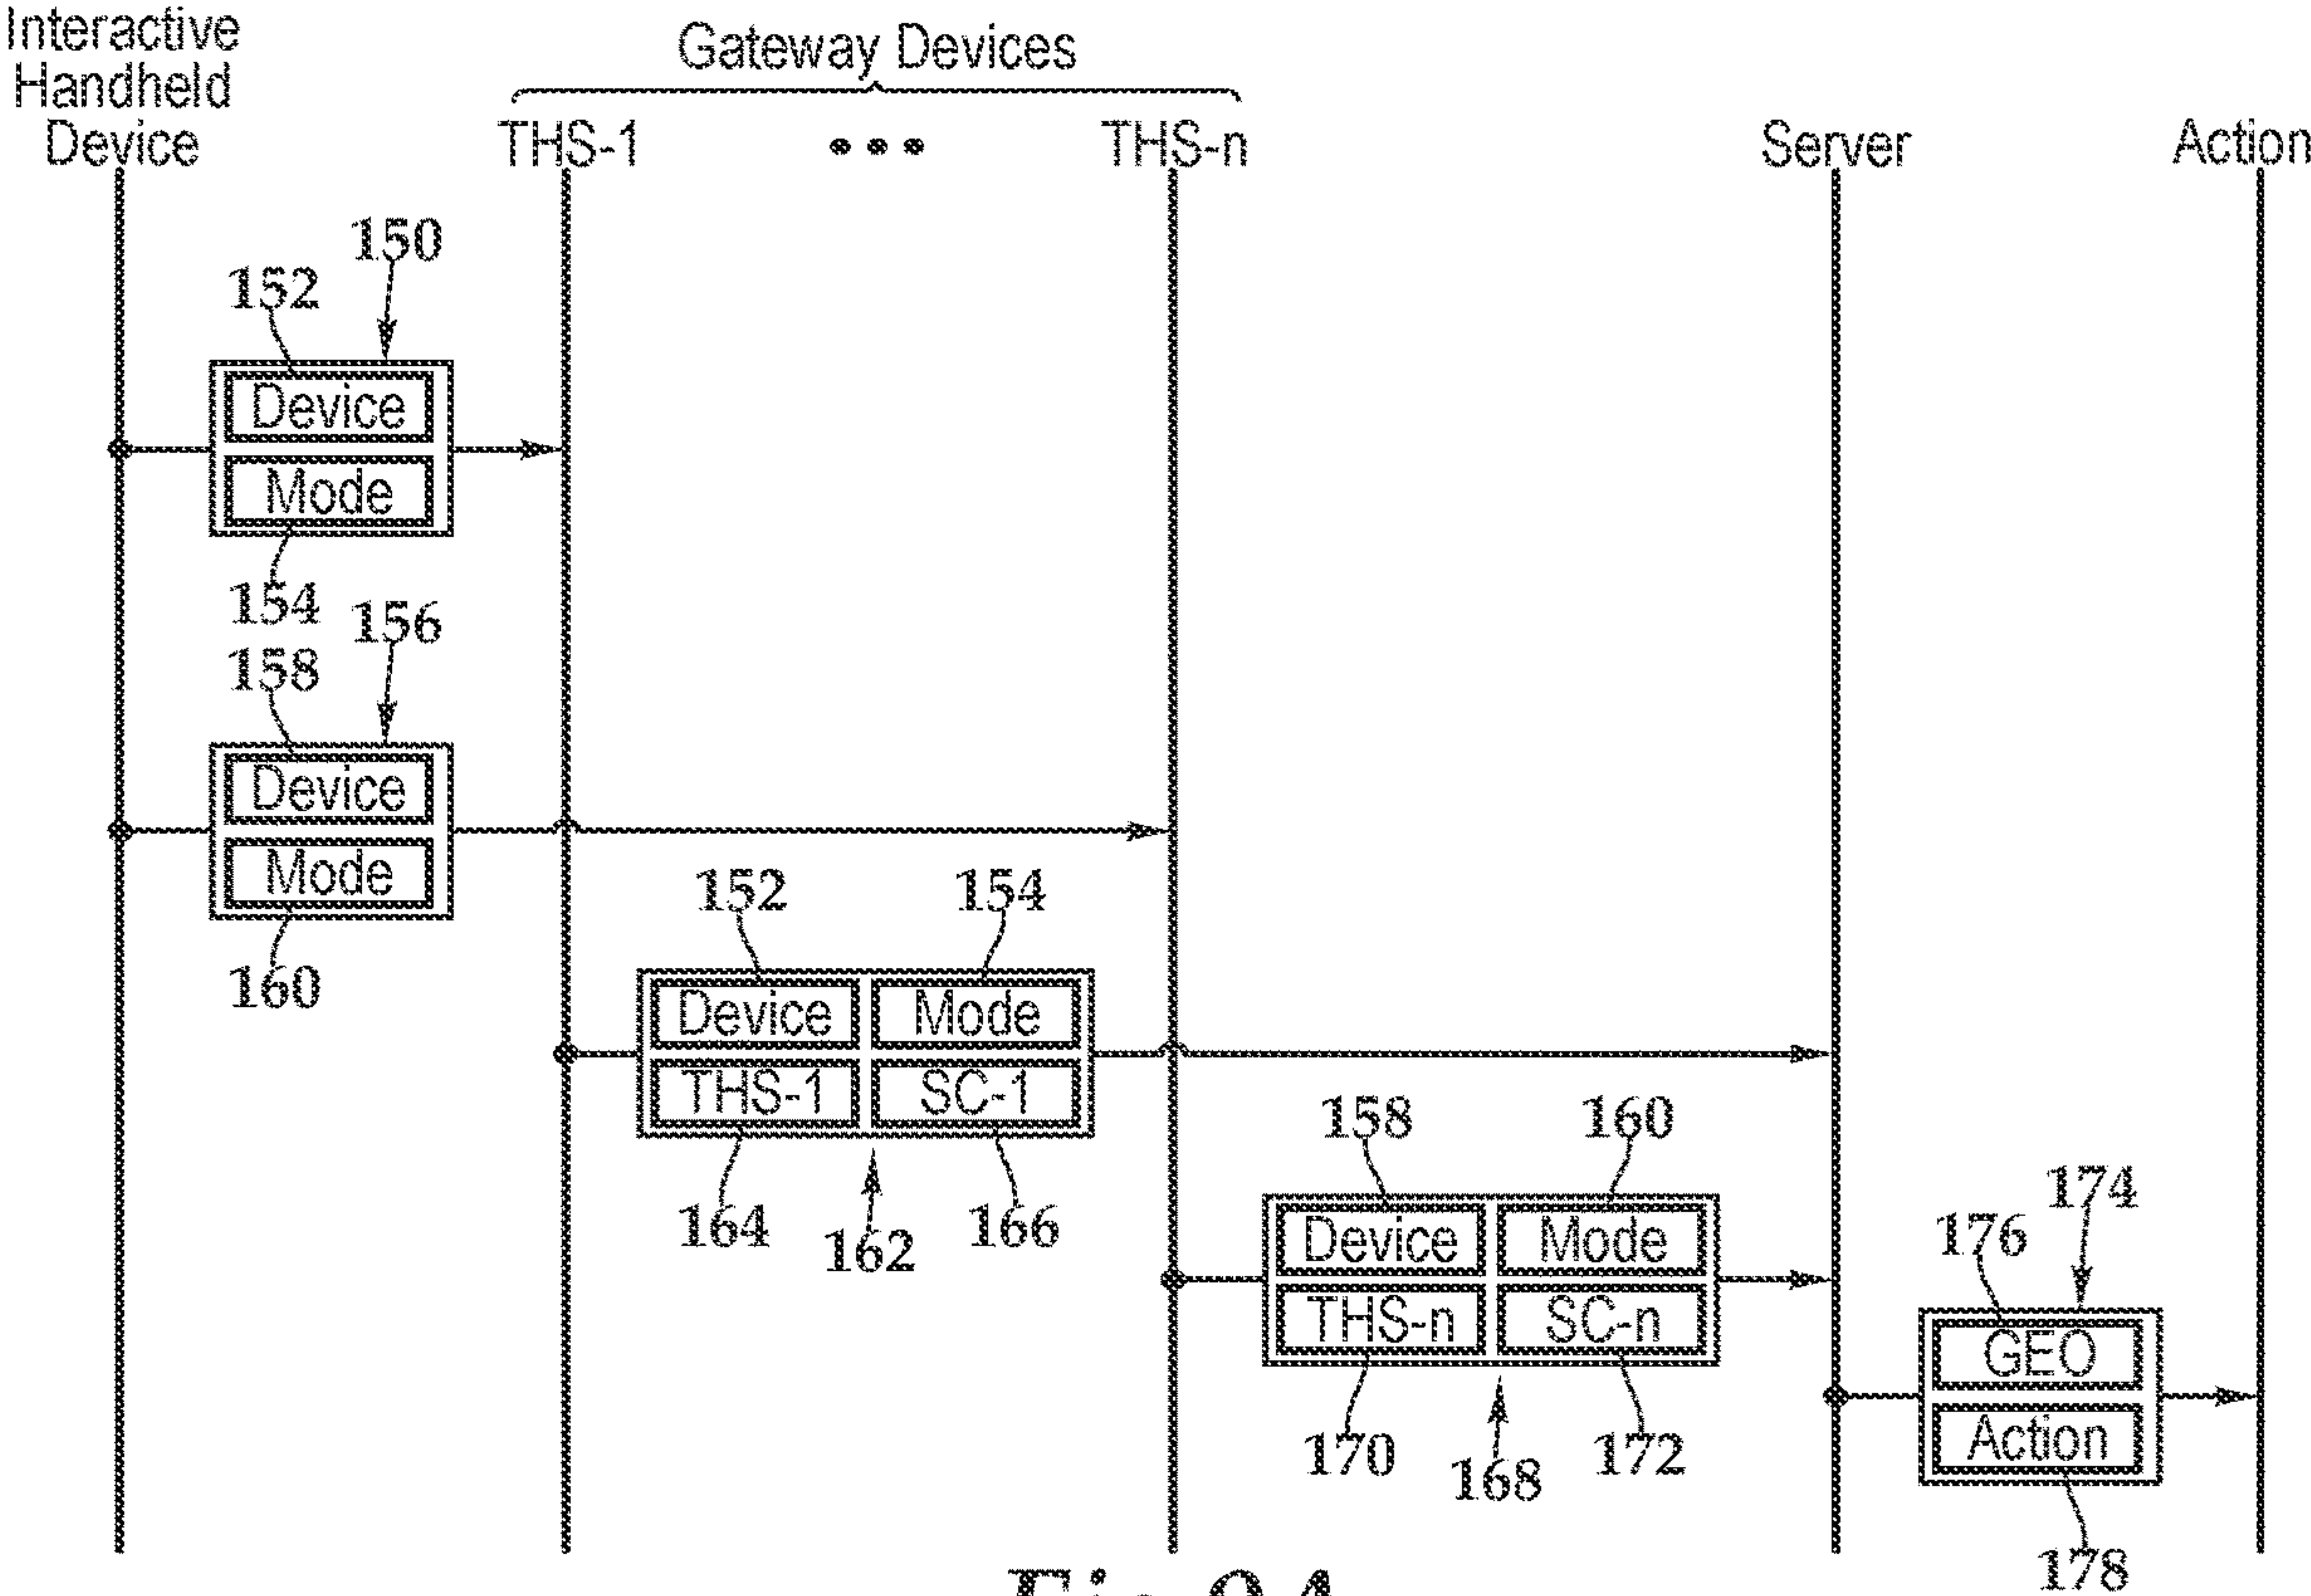 Interactive
Handheld
Device
Gateway Devices
THS-1
THS-n
Server
Action
150
152
Device
Mode
154
156
158
Device
Mode
160
152
154
Device
Mode
THS-1
SC-1
164
162
166
158
160
Device
Mode
THS-n
SC-n
170
168
172
174
176
GEO
Action
178